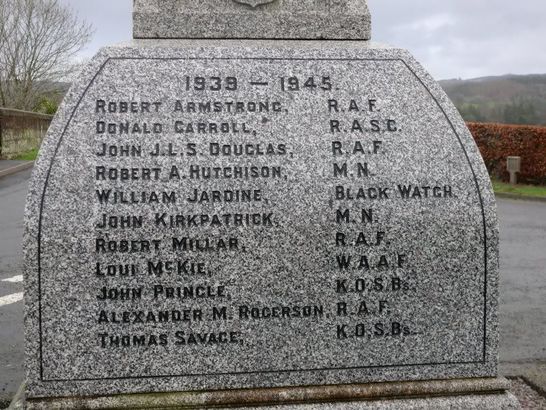 1939 — 1945.
ROBERT ARMSTRONG, R.A.F.
DONALD CARROLL, R.A.S.C.
JOHN J.L.S. DOUGLAS, R.A.F.
ROBERT A. HUTCHISON, M.N.
WILLIAM JARDINE, BLACK WATCH.
JOHN KIRKPATRICK, M.N.
ROBERT MILLAR, R.A.F.
LOUI McKIE, W.A.A.F.
JOHN PRINGLE, K.O.S.Bs.
ALEXANDER M. ROGERSON, R.A.F.
THOMAS SAVAGE, K.O.S.Bs.